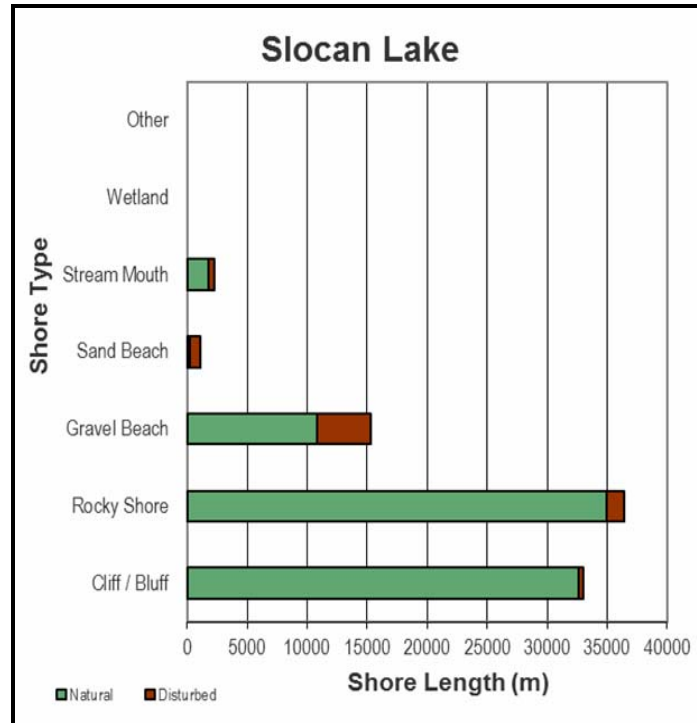 Slocan Lake
Shore Type
Other
Wetland
Stream Mouth
Sand Beach
Gravel Beach
Rocky Shore
Cliff / Bluff
0 5000 10000 15000 20000 25000 30000 35000 40000
Shore Length (m)
Natural Disturbed